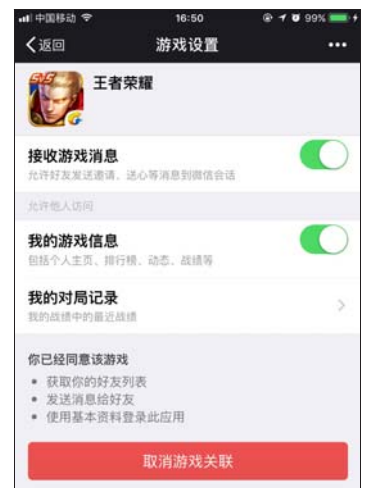 中国移动 16:50 99%
返回 游戏设置
5v5 王者荣耀
接收游戏消息
允许好友发送邀请、送心等消息到微信会话
允许他人访问
我的游戏信息
包括个人主页、排行榜、动态、战绩等
我的对局记录
我的战绩中的最近战绩
你已经同意该游戏
• 获取你的好友列表
• 发送消息给好友
• 使用基本资料登录此应用
取消游戏关联